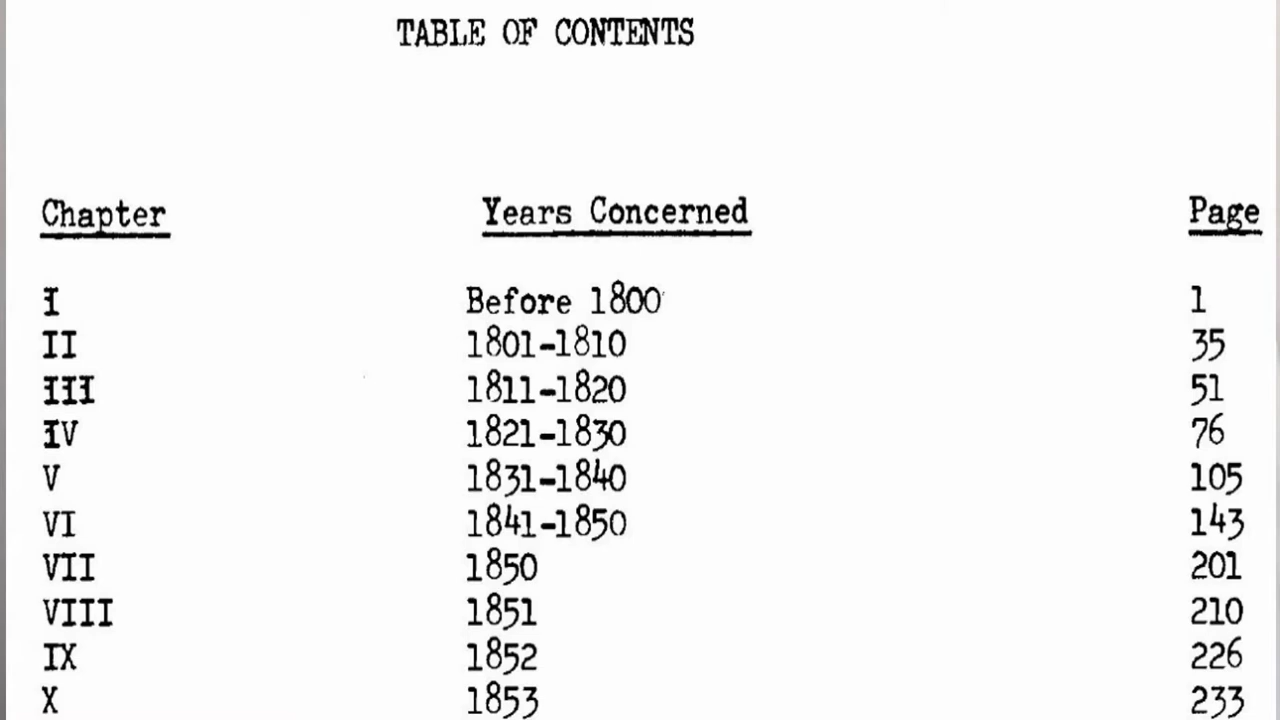 TABLE OF CONTENTS
Chapter Years Concerned Page
I Before 1800 1
II 1801-1810 35
III 1811-1820 51
IV 1821-1830 76
V 1831-1840 105
VI 1841-1850 143
VII 1850 201
VIII 1851 210
IX 1852 226
X 1853 233